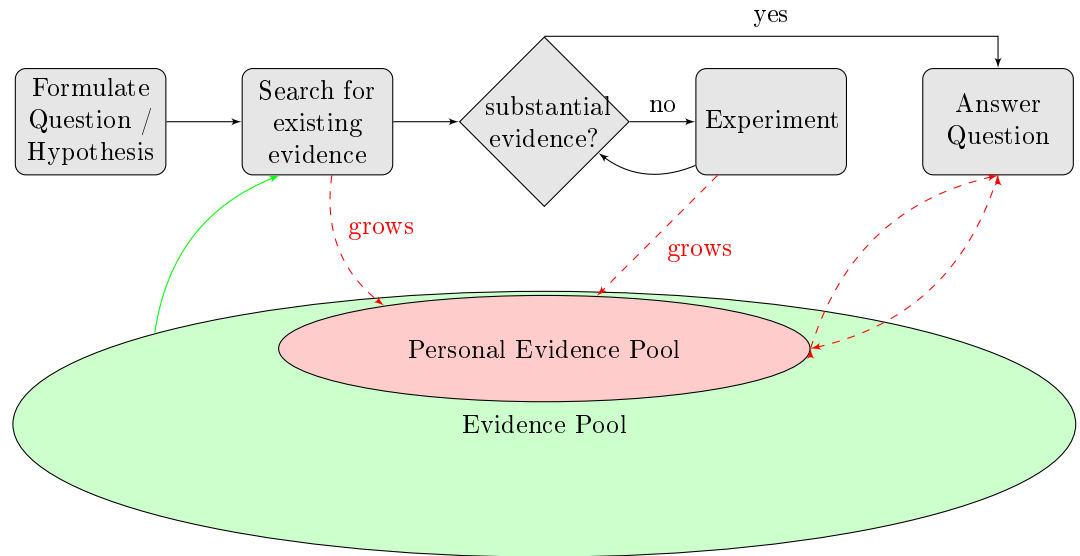 yes
Formulate
Question /
Hypothesis
Search for
existing
evidence
substantial
evidence?
no
Experiment
Answer
Question
grows
grows
Personal Evidence Pool
Evidence Pool